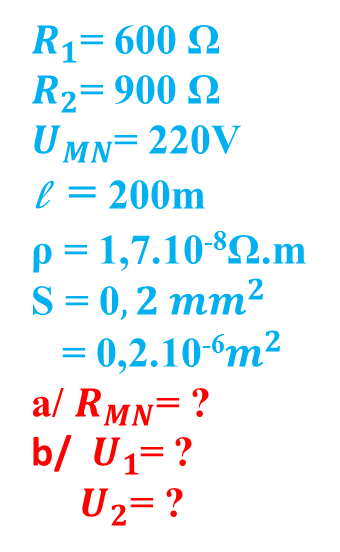 R₁= 600 Ω
R₂= 900 Ω
U_MN= 220V
ℓ = 200m
ρ = 1,7.10⁻⁸Ω.m
S = 0,2 mm²
= 0,2.10⁻⁶m²
a/ R_MN= ?
b/ U₁= ?
U₂= ?